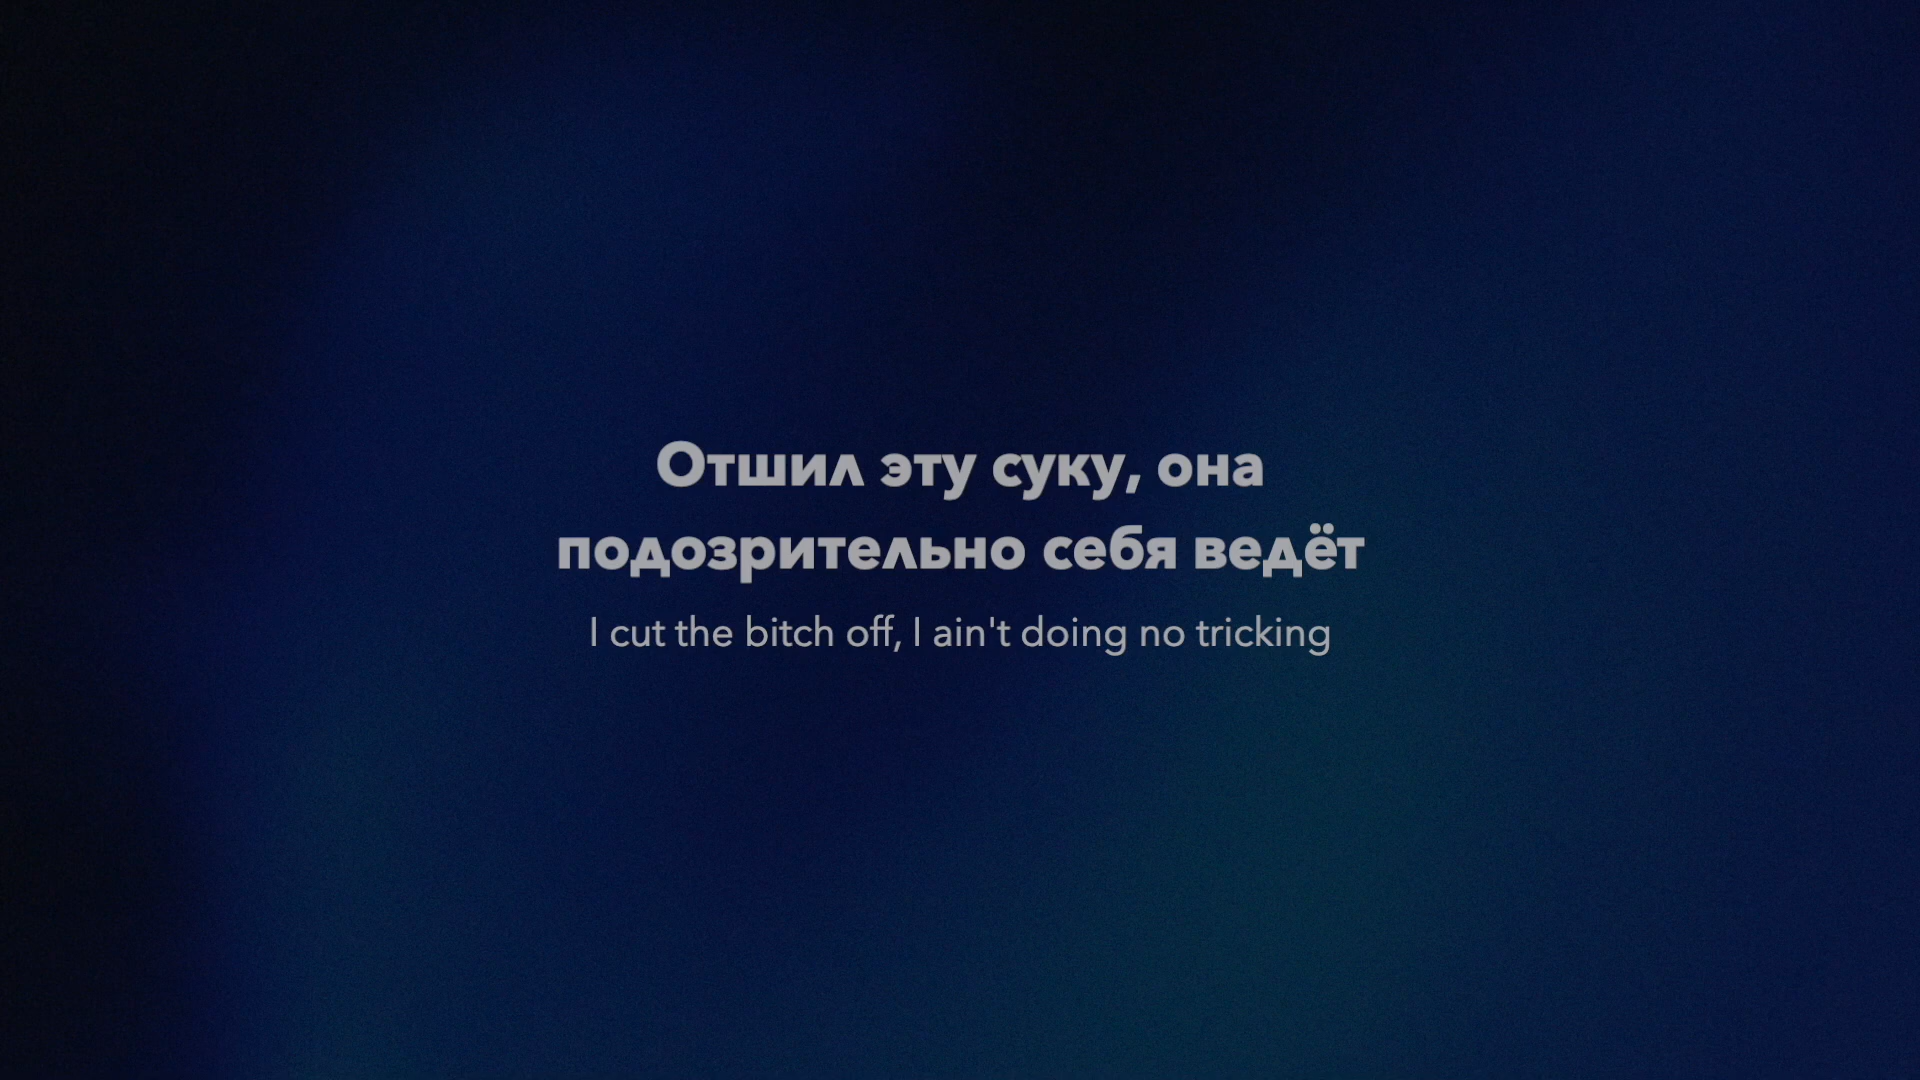 Отшил эту суку, она
подозрительно себя ведёт
I cut the bitch off, I ain't doing no tricking